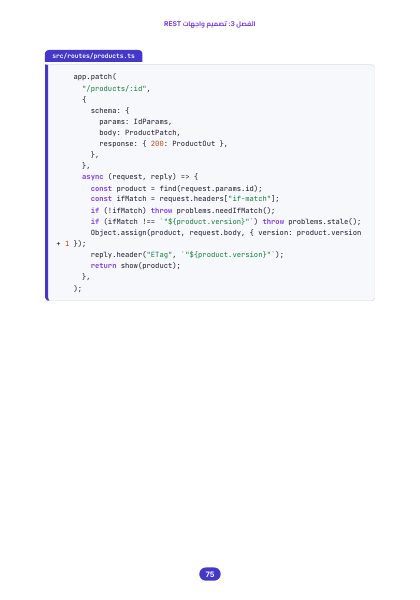 الفصل 3: تصميم واجهات REST
src/routes/products.ts
app.patch(
"/products/:id",
{
schema: {
params: IdParams,
body: ProductPatch,
response: { 200: ProductOut },
},
},
async (request, reply) => {
const product = find(request.params.id);
const ifMatch = request.headers["if-match"];
if (!ifMatch) throw problems.needIfMatch();
if (ifMatch !== `"${product.version}"`) throw problems.stale();
Object.assign(product, request.body, { version: product.version
+ 1 });
reply.header("ETag", `"${product.version}"`);
return show(product);
},
);
75